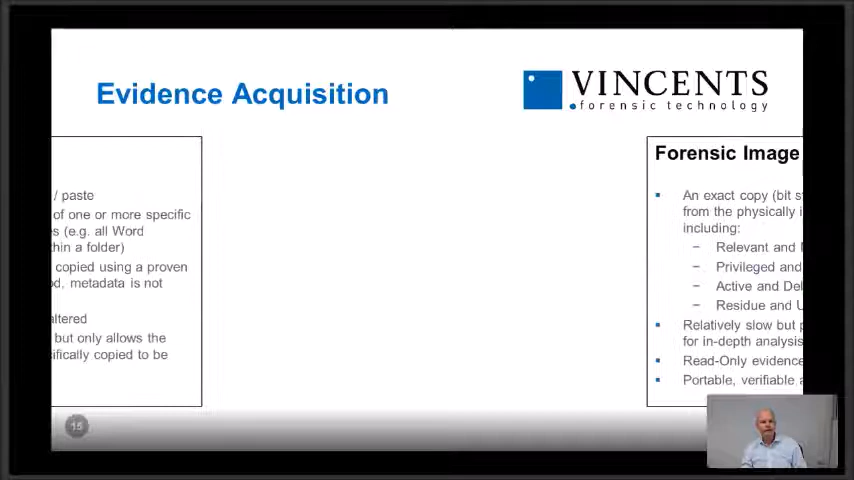 Evidence Acquisition
VINCENTS
forensic technology
/ paste
of one or more specific
s (e.g. all Word
thin a folder)
copied using a proven
d, metadata is not
altered
but only allows the
ifically copied to be
Forensic Image
An exact copy (bit s
from the physically i
including:
Relevant and
Privileged and
Active and Del
Residue and U
Relatively slow but p
for in-depth analysis
Read-Only evidence
Portable, verifiable a
15